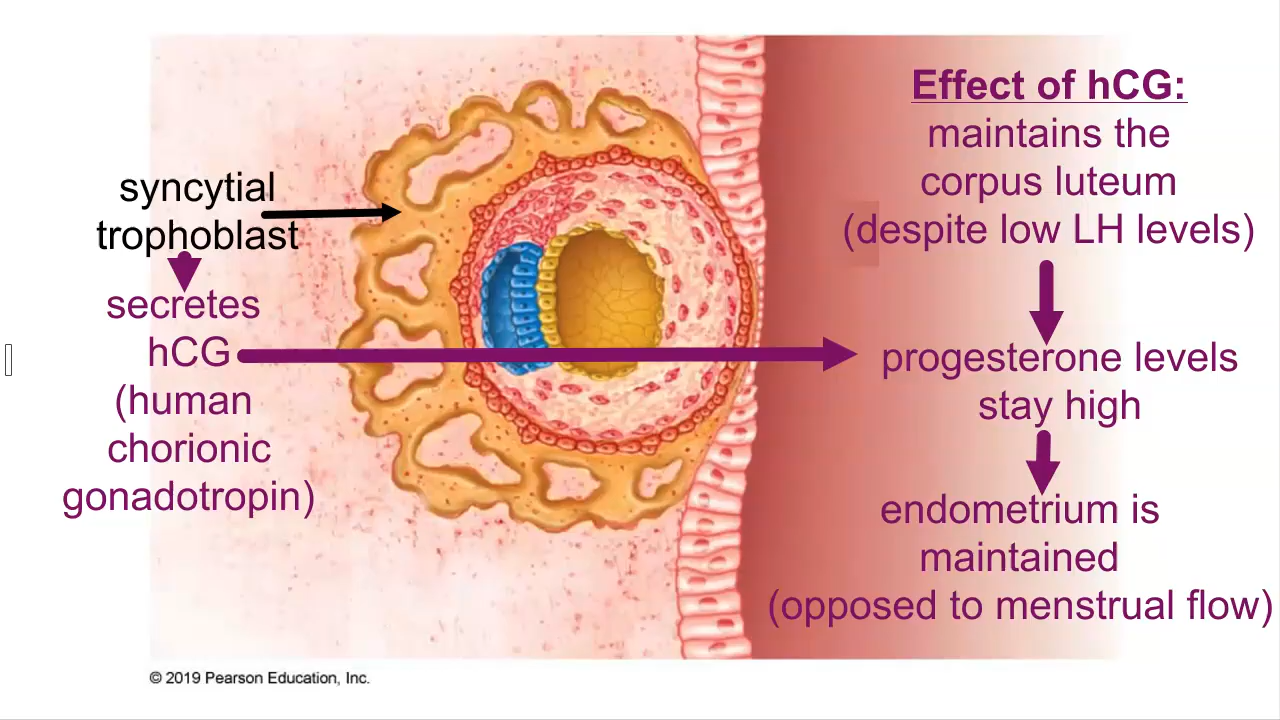 syncytial
trophoblast
secretes
hCG
(human
chorionic
gonadotropin)
Effect of hCG:
maintains the
corpus luteum
(despite low LH levels)
progesterone levels
stay high
endometrium is
maintained
(opposed to menstrual flow)
© 2019 Pearson Education, Inc.